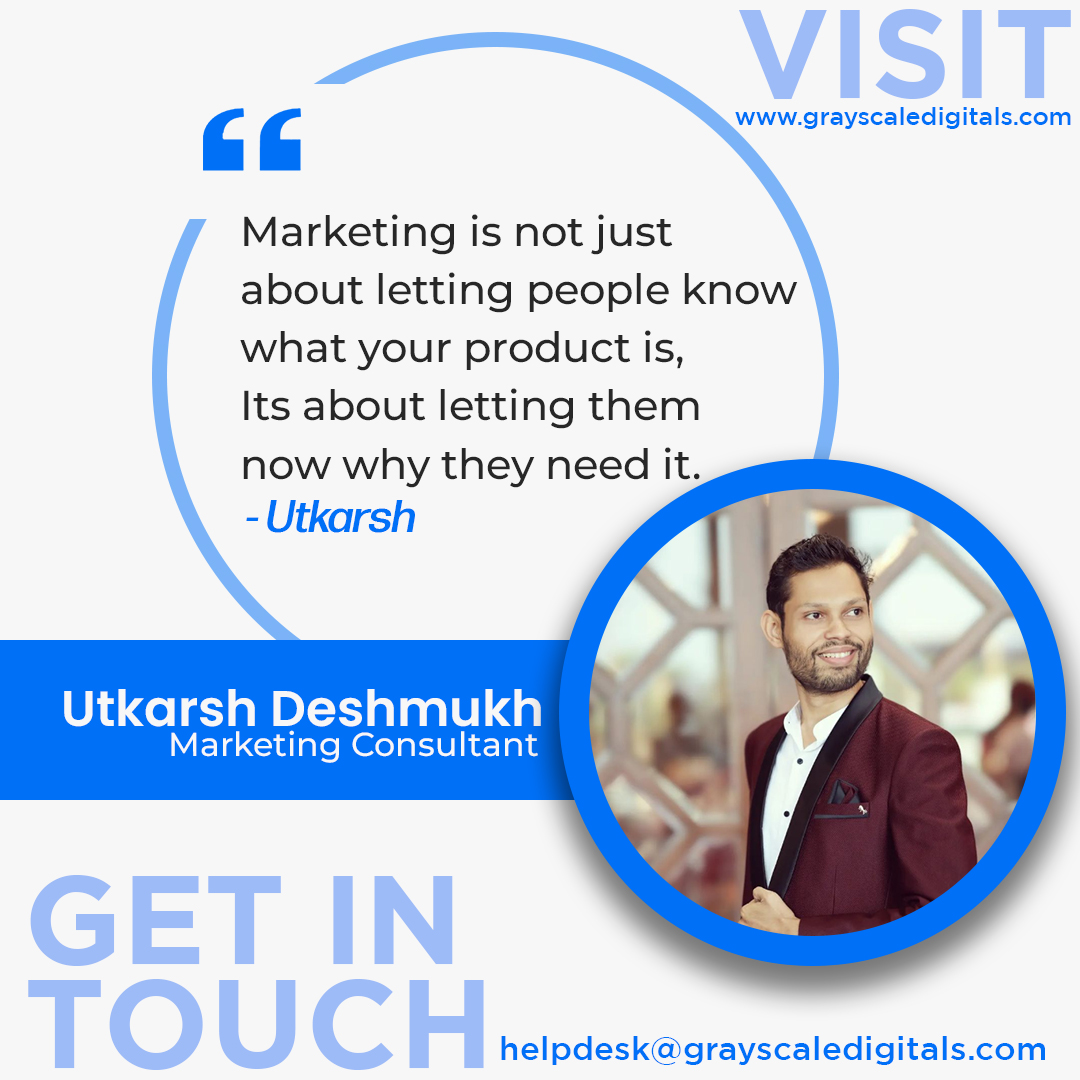 VISIT
www.grayscaledigitals.com
“
Marketing is not just
about letting people know
what your product is,
Its about letting them
now why they need it.
- Utkarsh
Utkarsh Deshmukh
Marketing Consultant
GET IN
TOUCH
helpdesk@grayscaledigitals.com